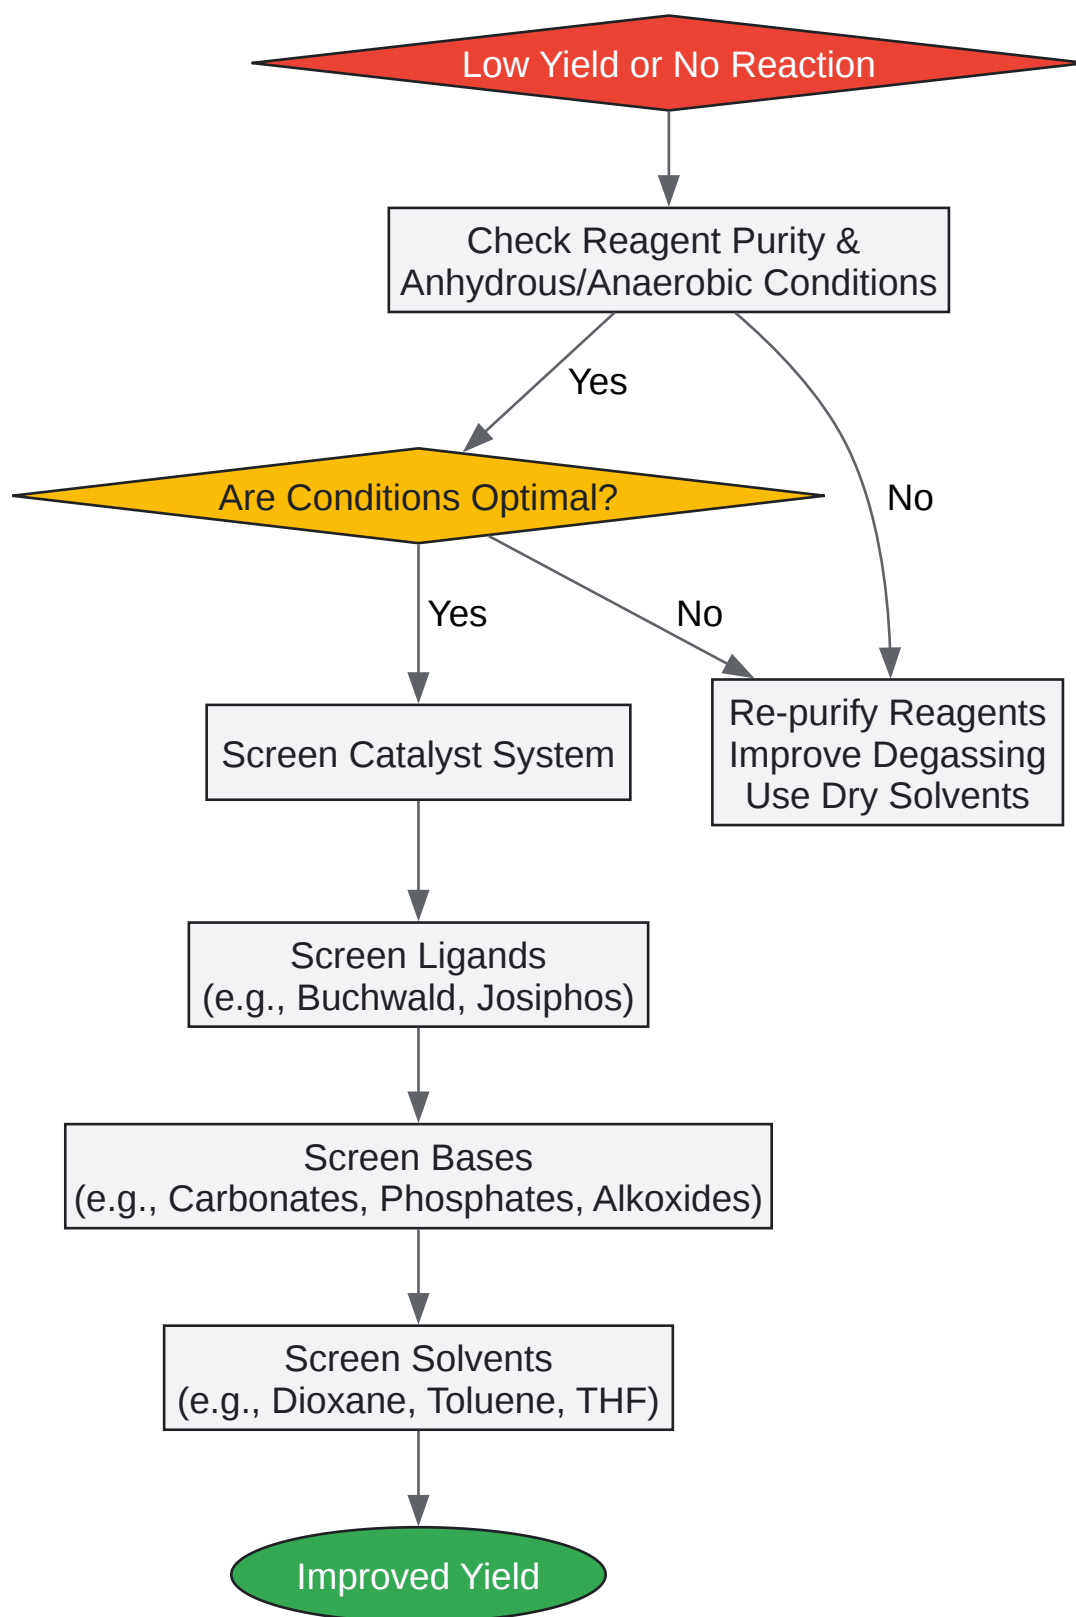 Low Yield or No Reaction
Check Reagent Purity &
Anhydrous/Anaerobic Conditions
Yes
No
Are Conditions Optimal?
Yes
No
Re-purify Reagents
Improve Degassing
Use Dry Solvents
Screen Catalyst System
Screen Ligands
(e.g., Buchwald, Josiphos)
Screen Bases
(e.g., Carbonates, Phosphates, Alkoxides)
Screen Solvents
(e.g., Dioxane, Toluene, THF)
Improved Yield